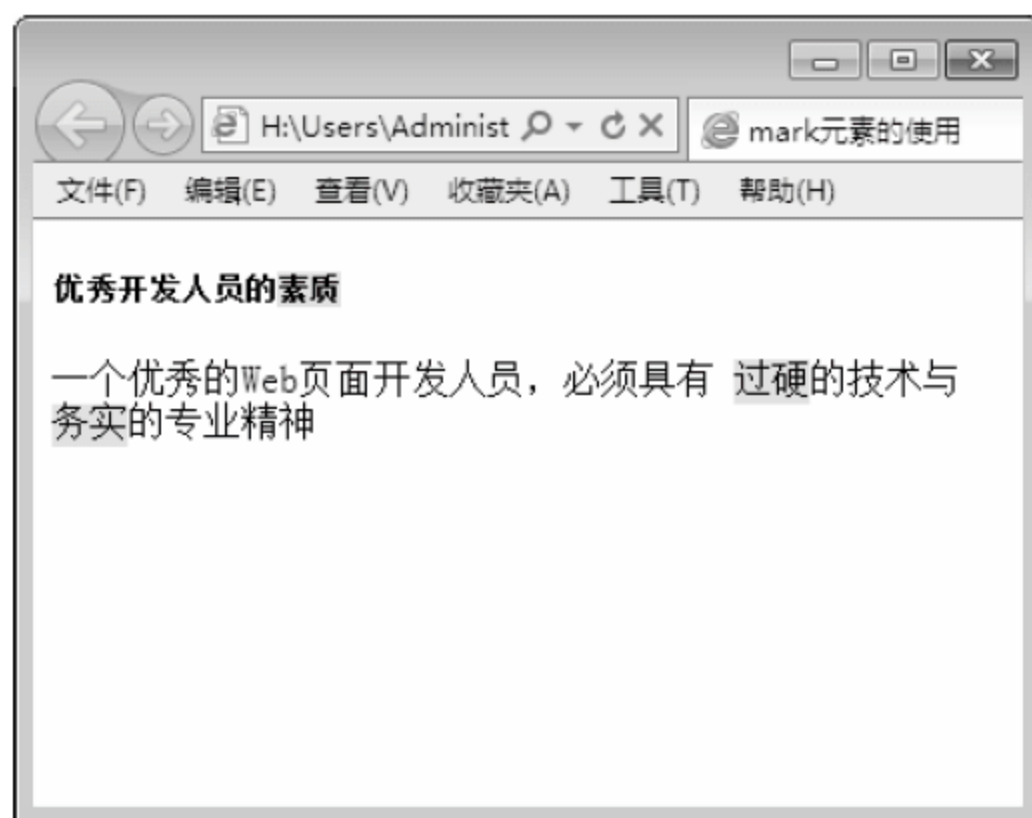 H:\Users\Administ
mark元素的使用
文件(F) 编辑(E) 查看(V) 收藏夹(A) 工具(T) 帮助(H)
优秀开发人员的素质
一个优秀的Web页面开发人员，必须具有 过硬的技术与
务实的专业精神